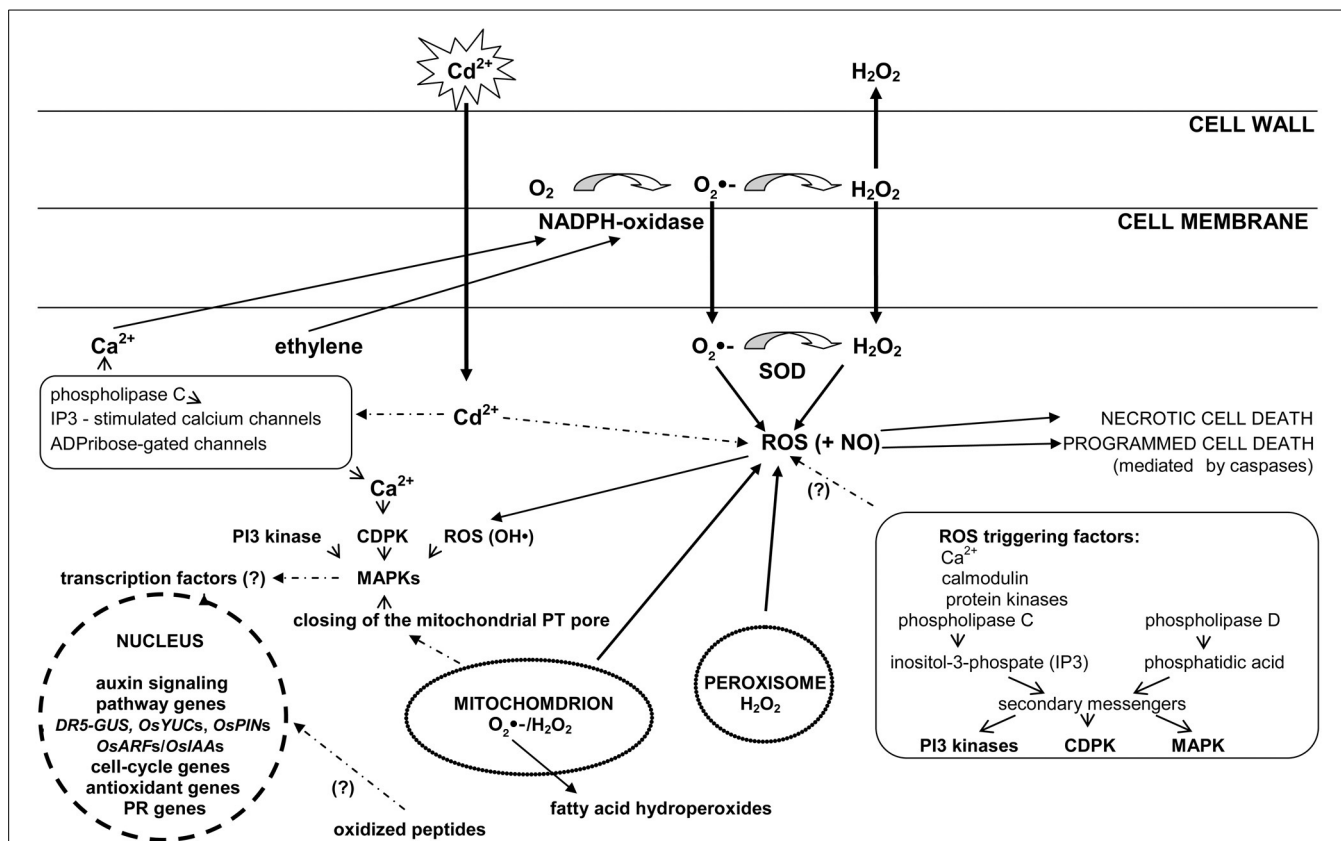 Cd²⁺
H₂O₂
CELL WALL
O₂
O₂•-
H₂O₂
NADPH-oxidase
CELL MEMBRANE
Ca²⁺
ethylene
O₂•-
H₂O₂
SOD
phospholipase C
IP3 - stimulated calcium channels
ADPribose-gated channels
Cd²⁺
ROS (+ NO)
NECROTIC CELL DEATH
PROGRAMMED CELL DEATH
(mediated by caspases)
(?)
Ca²⁺
PI3 kinase
CDPK
ROS (OH•)
transcription factors (?)
MAPKs
closing of the mitochondrial PT pore
NUCLEUS
auxin signaling
pathway genes
DR5-GUS, OsYUCs, OsPINs
OsARFs/OsIAAs
cell-cycle genes
antioxidant genes
PR genes
(?)
oxidized peptides
MITOCHOMDRION
O₂•-/H₂O₂
fatty acid hydroperoxides
PEROXISOME
H₂O₂
ROS triggering factors:
Ca²⁺
calmodulin
protein kinases
phospholipase C
phospholipase D
inositol-3-phospate (IP3)
phosphatidic acid
secondary messengers
PI3 kinases
CDPK
MAPK